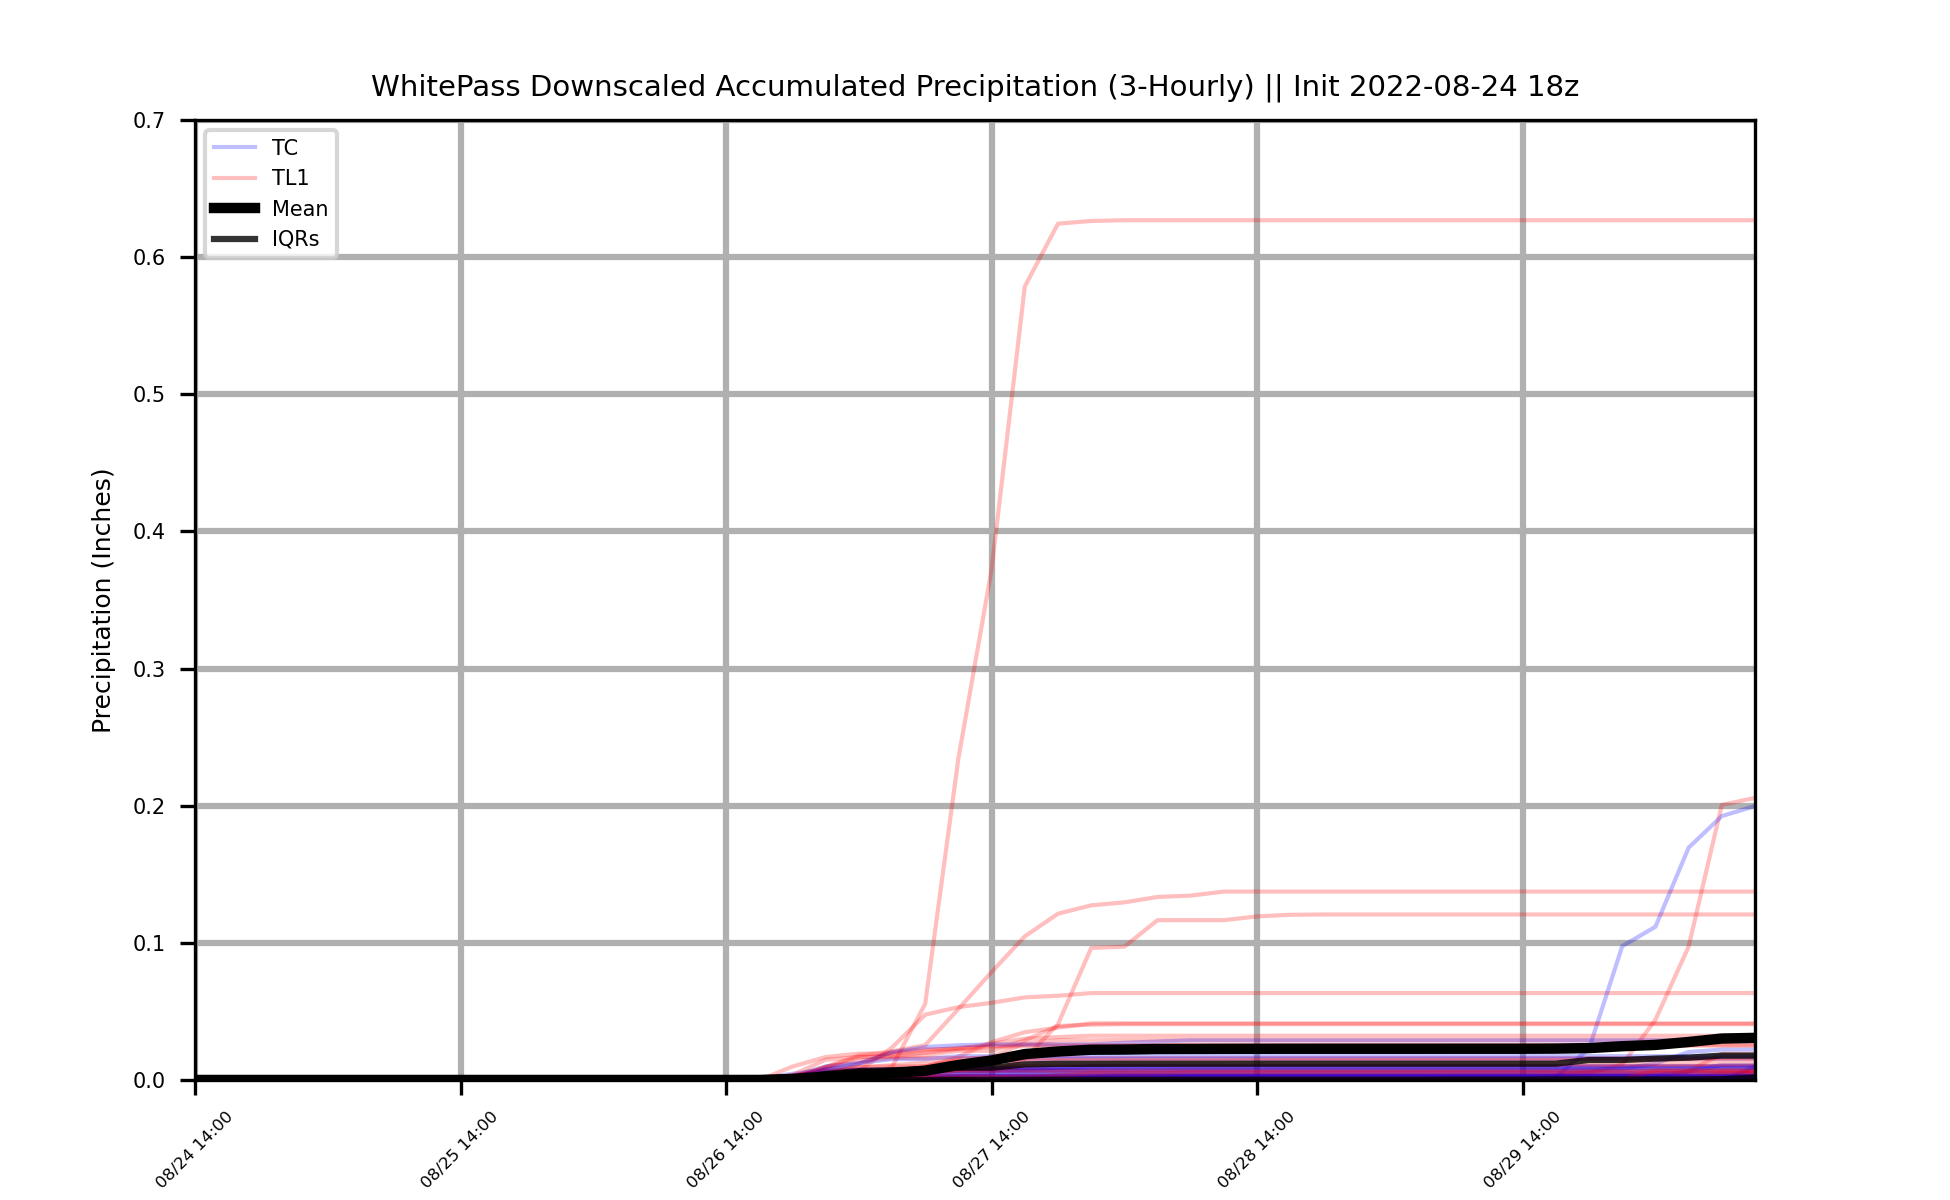 WhitePass Downscaled Accumulated Precipitation (3-Hourly) || Init 2022-08-24 18z
TC
TL1
Mean
IQRs
Precipitation (Inches)
0.7
0.6
0.5
0.4
0.3
0.2
0.1
0.0
08/24 14:00
08/25 14:00
08/26 14:00
08/27 14:00
08/28 14:00
08/29 14:00